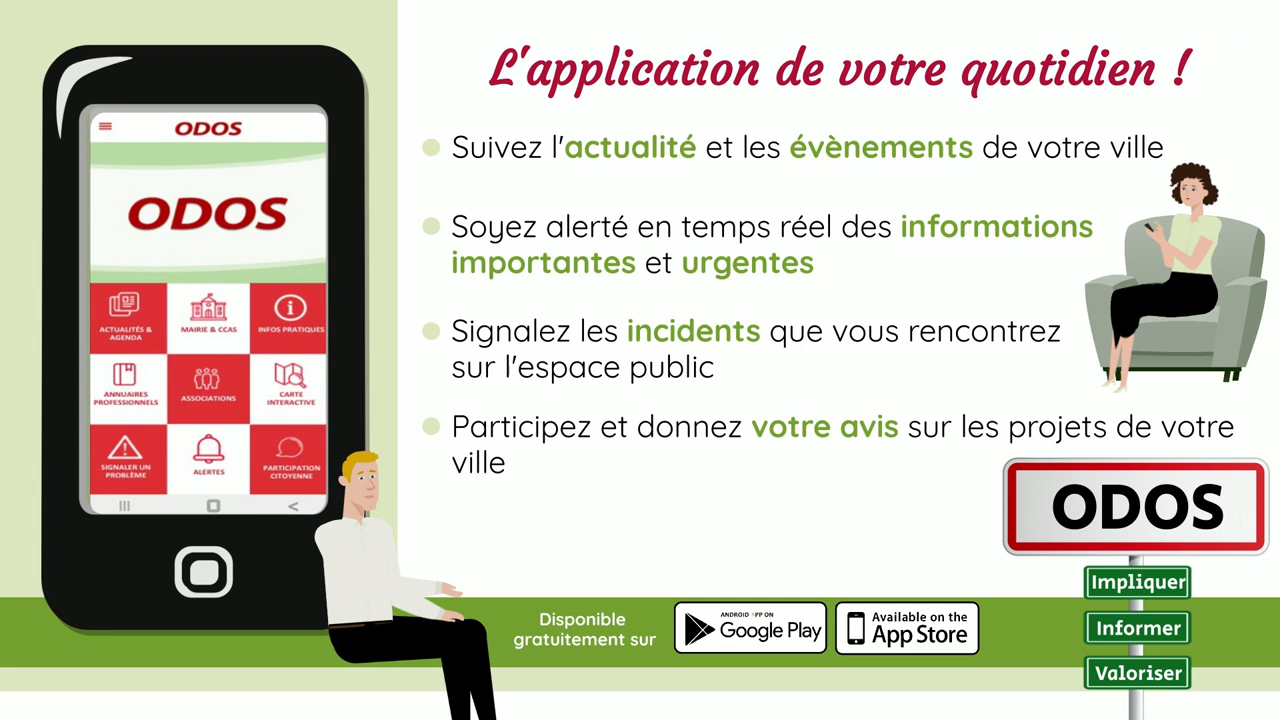 L'application de votre quotidien !
Suivez l'actualité et les évènements de votre ville
Soyez alerté en temps réel des informations
importantes et urgentes
Signalez les incidents que vous rencontrez
sur l'espace public
Participez et donnez votre avis sur les projets de votre
ville
ODOS
ODOS
ACTUALITÉS &
AGENDA
MAIRIE & CCAS
INFOS PRATIQUES
ANNUAIRES
PROFESSIONNELS
ASSOCIATIONS
CARTE
INTERACTIVE
SIGNALER UN
PROBLÈME
ALERTES
PARTICIPATION
CITOYENNE
ODOS
Impliquer
Informer
Valoriser
Disponible
gratuitement sur
ANDROID APP ON
Google Play
Available on the
App Store